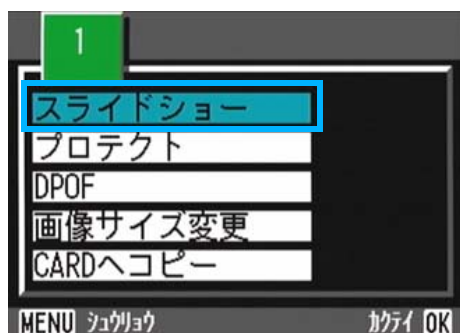 1
スライドショー
プロテクト
DPOF
画像サイズ変更
CARDへコピー
MENU シュウリョウ カクテイ OK